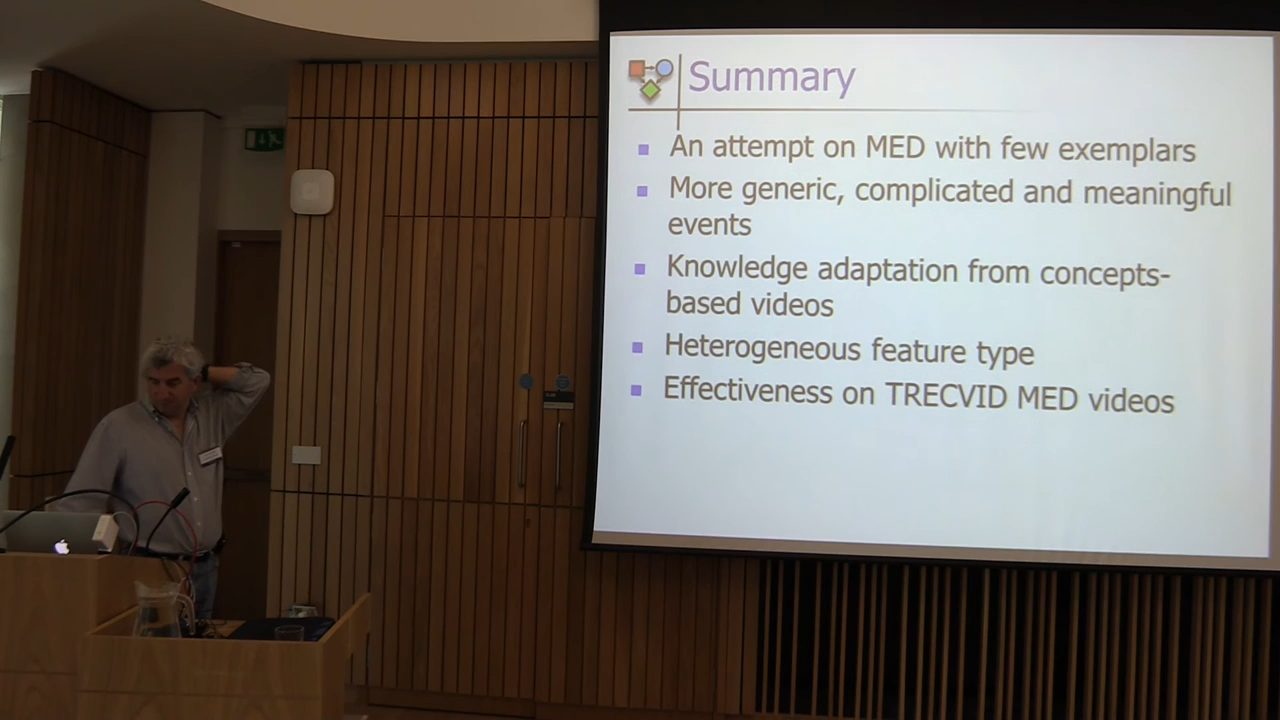 Summary
An attempt on MED with few exemplars
More generic, complicated and meaningful
events
Knowledge adaptation from concepts-
based videos
Heterogeneous feature type
Effectiveness on TRECVID MED videos